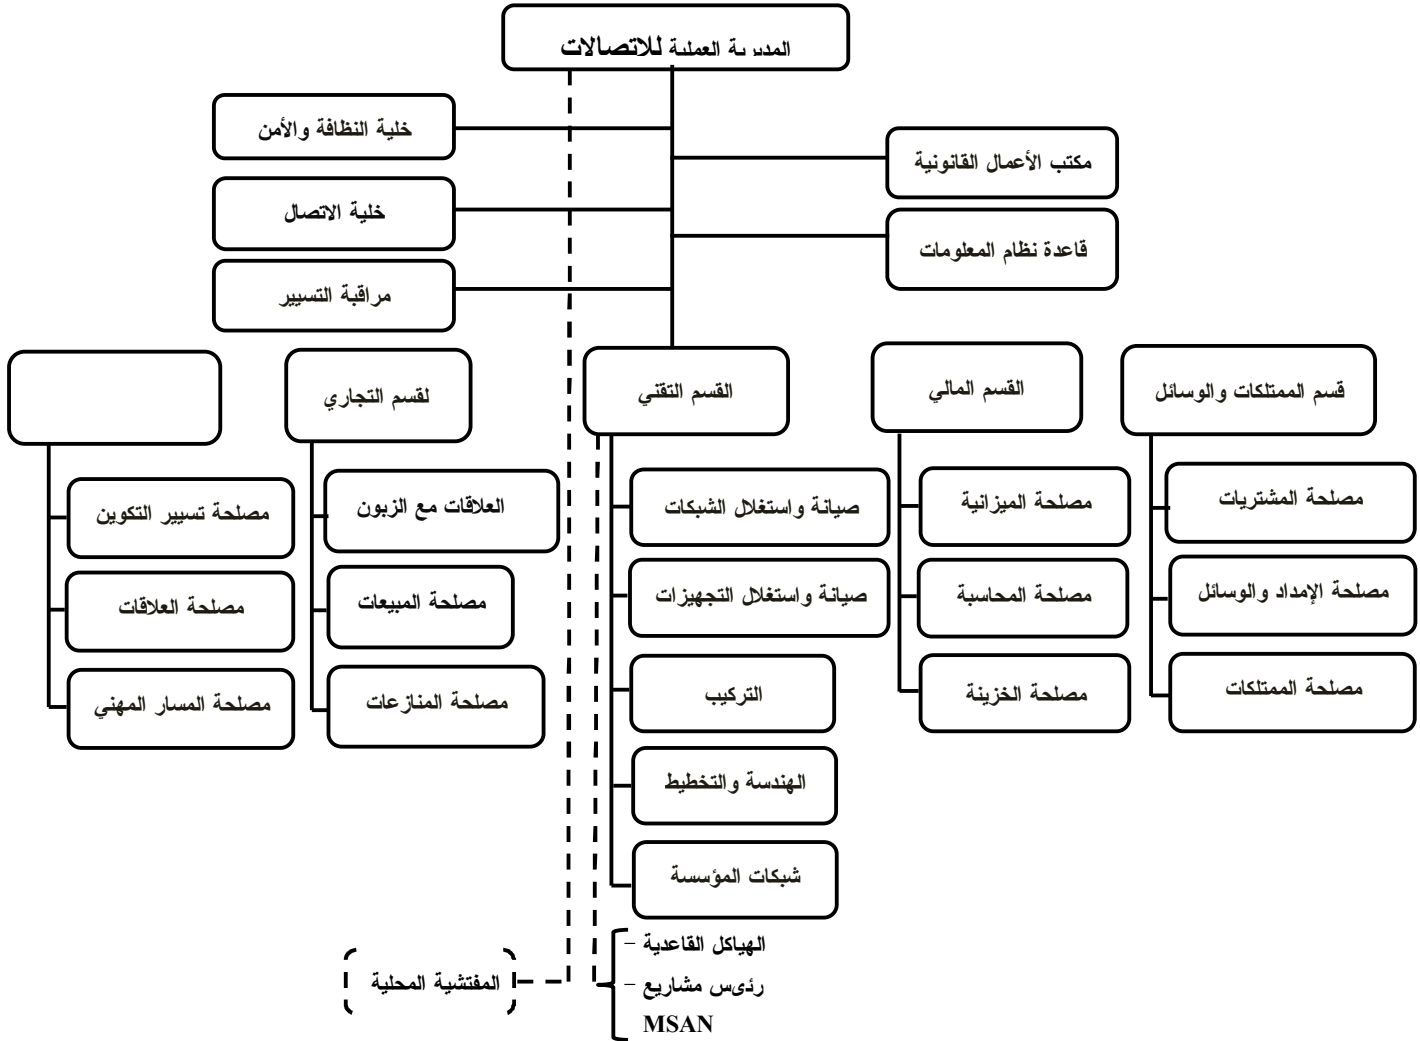 المديرية العملية للاتصالات
خلية النظافة والأمن
مكتب الأعمال القانونية
خلية الاتصال
قاعدة نظام المعلومات
مراقبة التسيير
قسم الممتلكات والوسائل
القسم المالي
القسم التقني
لقسم التجاري
مصلحة المشتريات
مصلحة الإمداد والوسائل
مصلحة الممتلكات
مصلحة الميزانية
مصلحة المحاسبة
مصلحة الخزينة
صيانة واستغلال الشبكات
صيانة واستغلال التجهيزات
التركيب
الهندسة والتخطيط
شبكات المؤسسة
العلاقات مع الزبون
مصلحة المبيعات
مصلحة المنازعات
مصلحة تسيير التكوين
مصلحة العلاقات
مصلحة المسار المهني
– الهياكل القاعدية
– رئىس مشاريع
MSAN
المفتشية المحلية